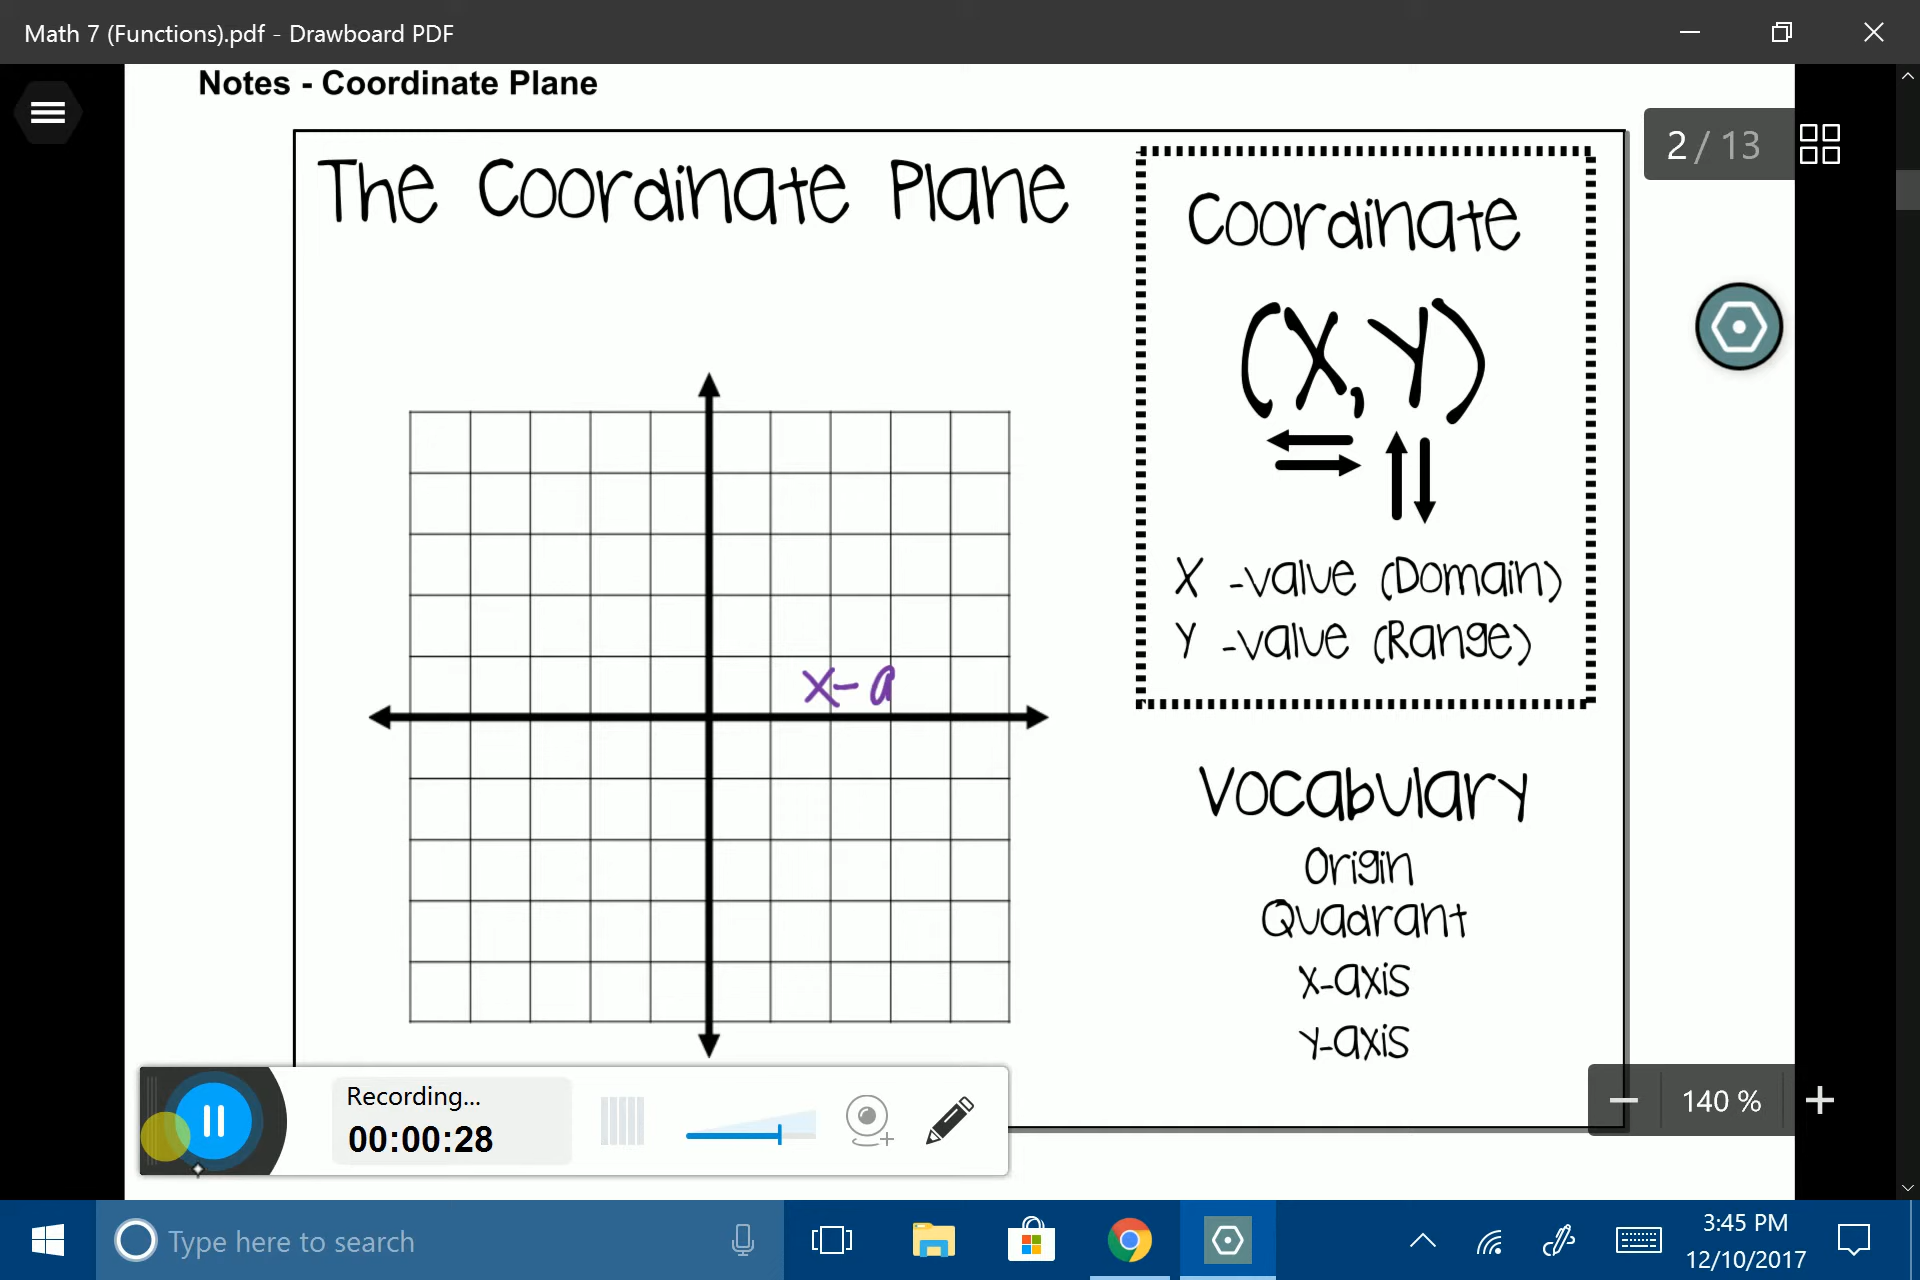 Math 7 (Functions).pdf - Drawboard PDF
Notes - Coordinate Plane
2 / 13
The Coordinate Plane
Coordinate
(X, Y)
X -value (Domain)
Y -value (Range)
x- a
Vocabulary
Origin
Quadrant
X-axis
Y-axis
Recording...
00:00:28
140 %
Type here to search
3:45 PM
12/10/2017